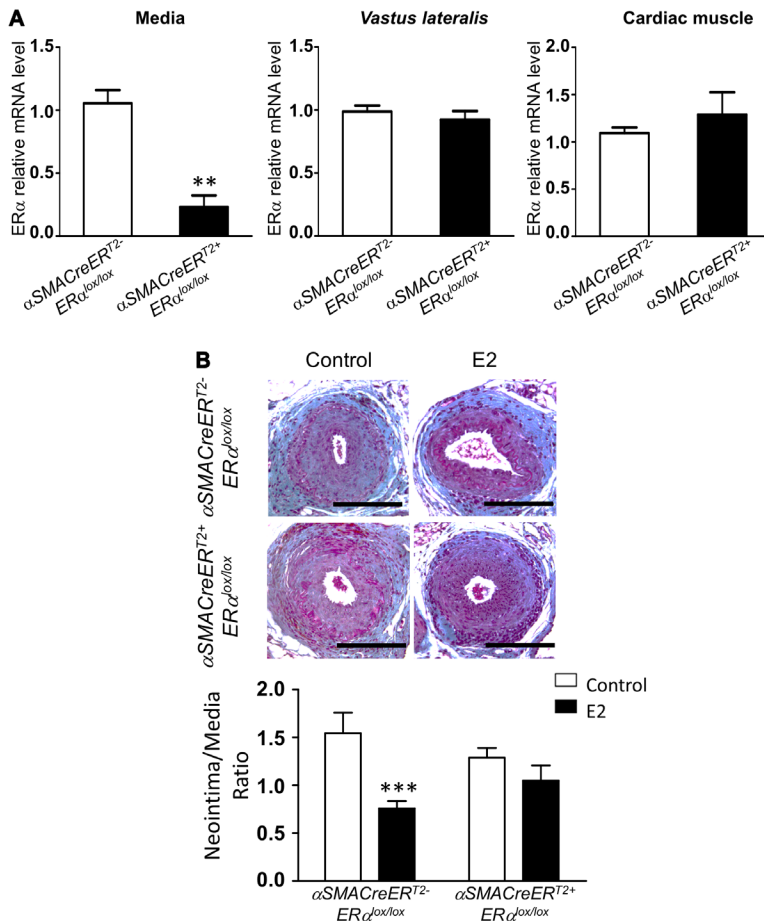 A
Media
Vastus lateralis
Cardiac muscle
ERα relative mRNA level
1.5
1.0
0.5
0.0
**
αSMACreER^T2-
ERα^lox/lox
αSMACreER^T2+
ERα^lox/lox
ERα relative mRNA level
1.5
1.0
0.5
0.0
αSMACreER^T2-
ERα^lox/lox
αSMACreER^T2+
ERα^lox/lox
ERα relative mRNA level
2.0
1.5
1.0
0.5
0.0
αSMACreER^T2-
ERα^lox/lox
αSMACreER^T2+
ERα^lox/lox
B
Control
E2
αSMACreER^T2-
ERα^lox/lox
αSMACreER^T2+
ERα^lox/lox
Neointima/Media
Ratio
2.0
1.5
1.0
0.5
0.0
***
Control
E2
αSMACreER^T2-
ERα^lox/lox
αSMACreER^T2+
ERα^lox/lox